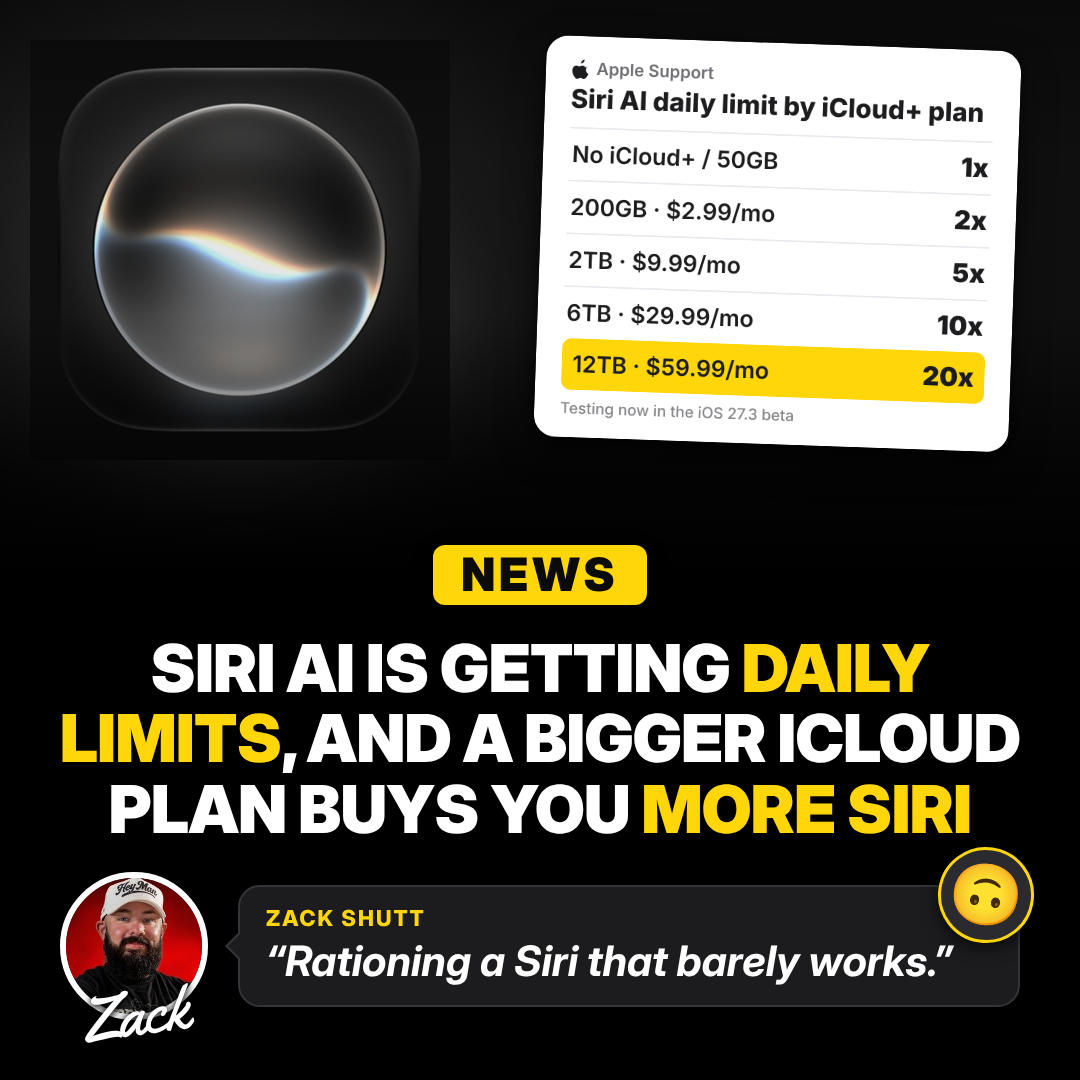 Apple Support
Siri AI daily limit by iCloud+ plan
No iCloud+ / 50GB 1x
200GB · $2.99/mo 2x
2TB · $9.99/mo 5x
6TB · $29.99/mo 10x
12TB · $59.99/mo 20x
Testing now in the iOS 27.3 beta
NEWS
SIRI AI IS GETTING DAILY
LIMITS, AND A BIGGER ICLOUD
PLAN BUYS YOU MORE SIRI
Hey Man
ZACK SHUTT
“Rationing a Siri that barely works.”
Zack